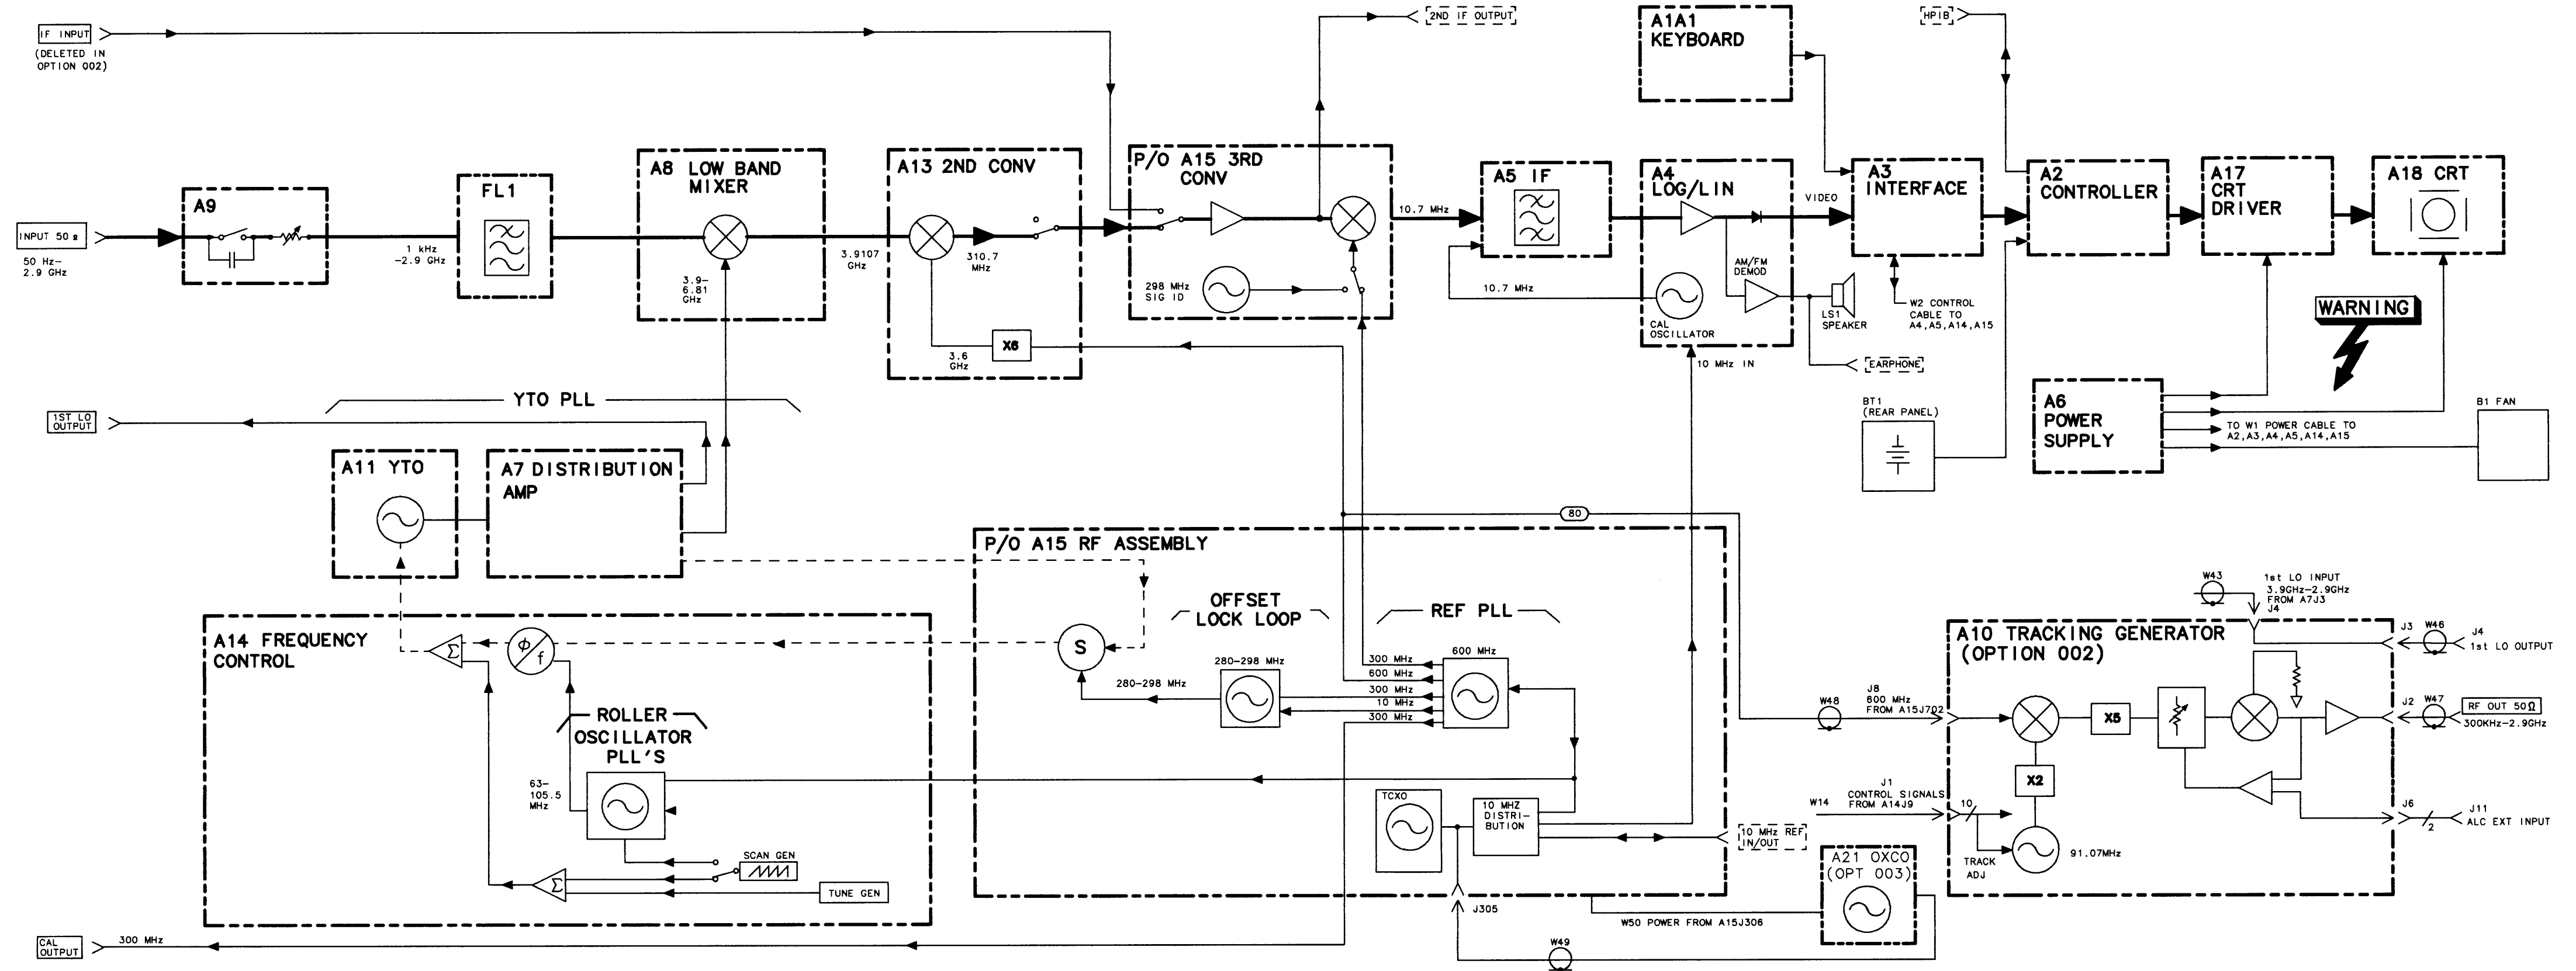 IF INPUT
(DELETED IN
OPTION 002)
2ND IF OUTPUT
A1A1
KEYBOARD
HPIB
INPUT 50 Ω
50 Hz-
2.9 GHz
A9
1 kHz
-2.9 GHz
FL1
A8 LOW BAND
MIXER
3.9-
6.81
GHz
3.9107
GHz
A13 2ND CONV
310.7
MHz
X6
3.6
GHz
P/O A15 3RD
CONV
298 MHz
SIG ID
10.7 MHz
A5 IF
10.7 MHz
A4
LOG/LIN
AM/FM
DEMOD
CAL
OSCILLATOR
10 MHz IN
VIDEO
LS1
SPEAKER
EARPHONE
A3
INTERFACE
W2 CONTROL
CABLE TO
A4,A5,A14,A15
A2
CONTROLLER
A17
CRT
DRIVER
A18 CRT
WARNING
BT1
(REAR PANEL)
A6
POWER
SUPPLY
TO W1 POWER CABLE TO
A2,A3,A4,A5,A14,A15
B1 FAN
YTO PLL
1ST LO
OUTPUT
A11 YTO
A7 DISTRIBUTION
AMP
80
P/O A15 RF ASSEMBLY
OFFSET
LOCK LOOP
REF PLL
S
280-298 MHz
280-298 MHz
300 MHz
600 MHz
300 MHz
10 MHz
300 MHz
600 MHz
TCXO
10 MHZ
DISTRI-
BUTION
10 MHz REF
IN/OUT
J305
A14 FREQUENCY
CONTROL
Σ
ϕ/f
ROLLER
OSCILLATOR
PLL'S
63-
105.5
MHz
SCAN GEN
Σ
TUNE GEN
CAL
OUTPUT
300 MHz
W50 POWER FROM A15J306
W49
A21 OXCO
(OPT 003)
W43
1st LO INPUT
3.9GHz-2.9GHz
FROM A7J3
J4
A10 TRACKING GENERATOR
(OPTION 002)
J3
W46
J4
1st LO OUTPUT
W48
J8
600 MHz
FROM A15J702
X5
X2
J2
W47
RF OUT 50Ω
300KHz-2.9GHz
J1
CONTROL SIGNALS
FROM A14J9
W14
10
TRACK
ADJ
91.07MHz
J6
2
J11
ALC EXT INPUT